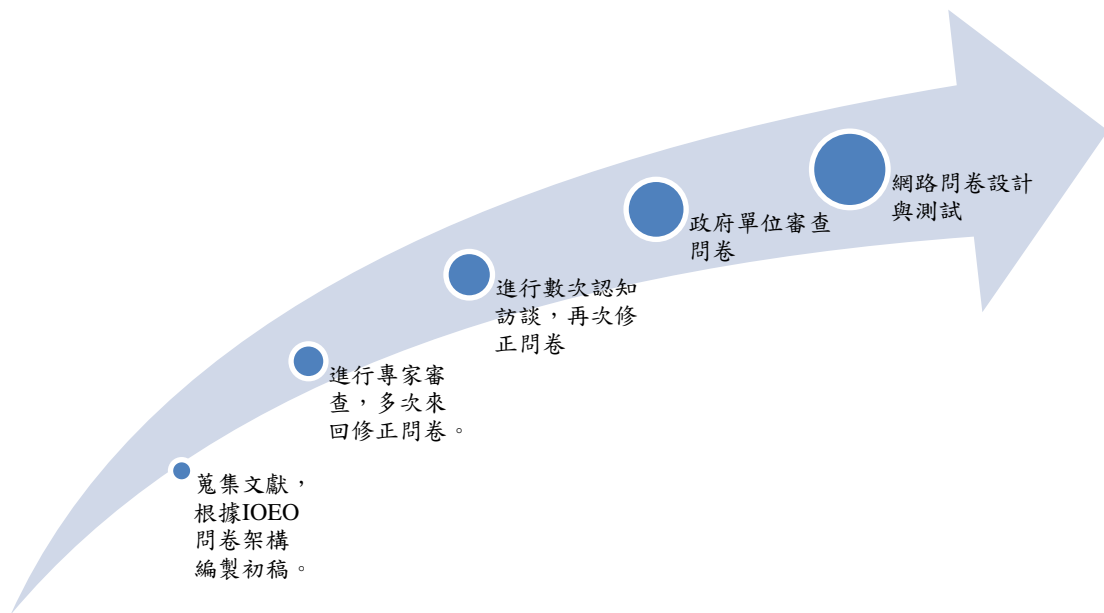 蒐集文獻，
根據IOEO
問卷架構
編製初稿。
進行專家審
查，多次來
回修正問卷。
進行數次認知
訪談，再次修
正問卷
政府單位審查
問卷
網路問卷設計
與測試